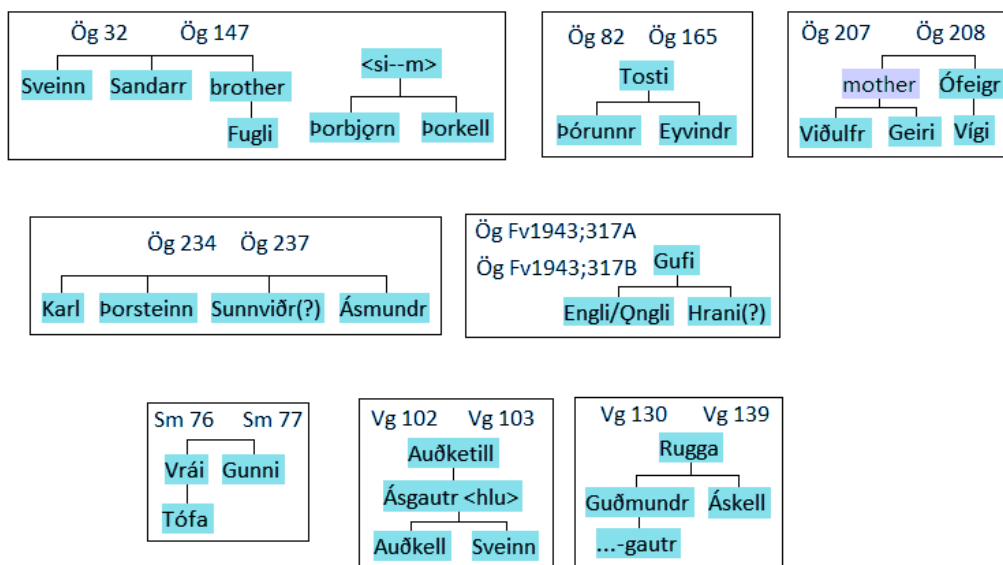 Ög 32 Ög 147
<si--m>
Sveinn Sandarr brother
Þorbjǫrn Þorkell
Fugli
Ög 82 Ög 165
Tosti
Þórunnr Eyvindr
Ög 207 Ög 208
mother Ófeigr
Viðulfr Geiri Vígi
Ög 234 Ög 237
Karl Þorsteinn Sunnviðr(?) Ásmundr
Ög Fv1943;317A
Ög Fv1943;317B Gufi
Engli/Ǫngli Hrani(?)
Sm 76 Sm 77
Vrái Gunni
Tófa
Vg 102 Vg 103
Auðketill
Ásgautr <hlu>
Auðkell Sveinn
Vg 130 Vg 139
Rugga
Guðmundr Áskell
...-gautr